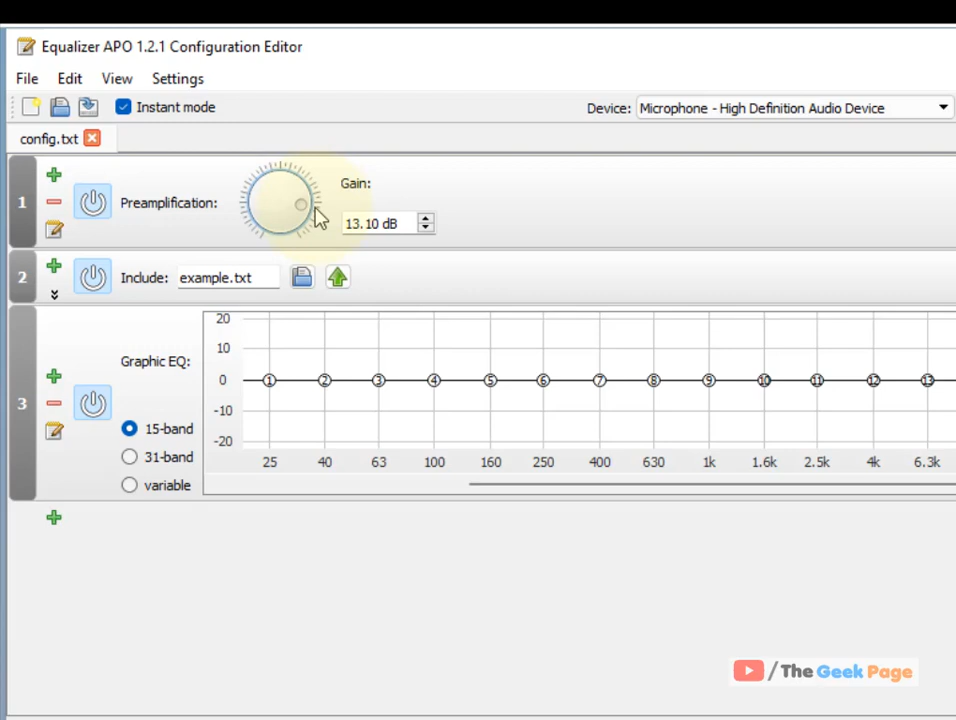 Equalizer APO 1.2.1 Configuration Editor
File Edit View Settings
Instant mode
Device: Microphone - High Definition Audio Device
config.txt
1
Preamplification:
Gain:
13.10 dB
2
Include: example.txt
3
Graphic EQ:
15-band
31-band
variable
20
10
0
-10
-20
1 2 3 4 5 6 7 8 9 10 11 12 13
25 40 63 100 160 250 400 630 1k 1.6k 2.5k 4k 6.3k
/ The Geek Page